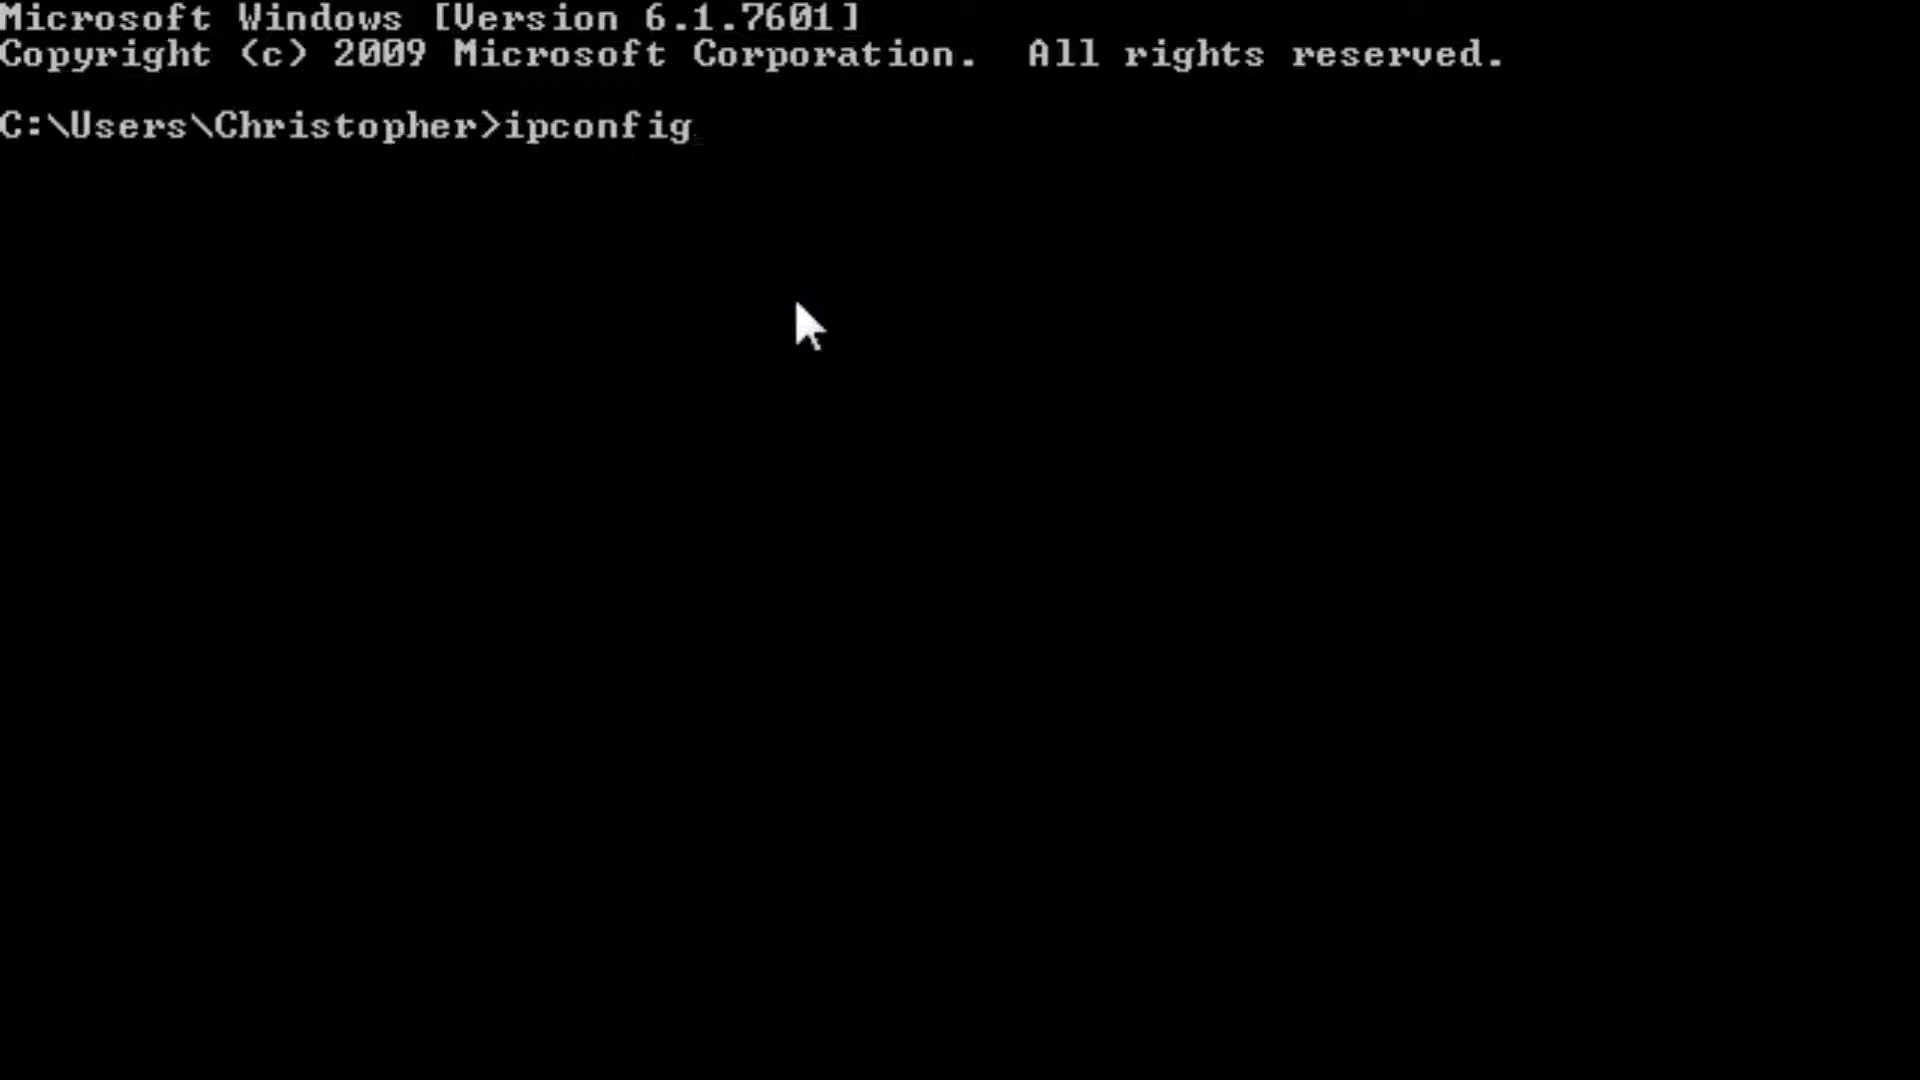 Microsoft Windows [Version 6.1.7601]
Copyright (c) 2009 Microsoft Corporation.  All rights reserved.
C:\Users\Christopher>ipconfig